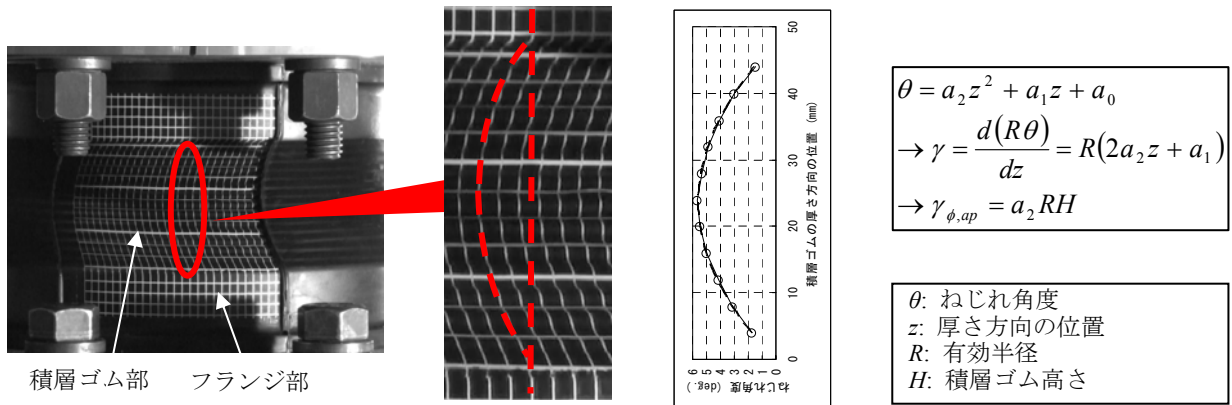 積層ゴム部
フランジ部
積層ゴムの厚さ方向の位置 (mm)
50
40
30
20
10
0
ねじれ角度 (deg.)
6 5 4 3 2 1 0
θ = a₂z² + a₁z + a₀
→ γ = d(Rθ)/dz = R(2a₂z + a₁)
→ γ_{φ,ap} = a₂RH
θ: ねじれ角度
z: 厚さ方向の位置
R: 有効半径
H: 積層ゴム高さ